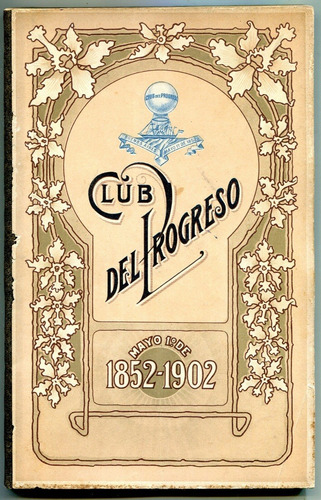 CLUB
DEL PROGRESO
MAYO 1º DE
1852-1902